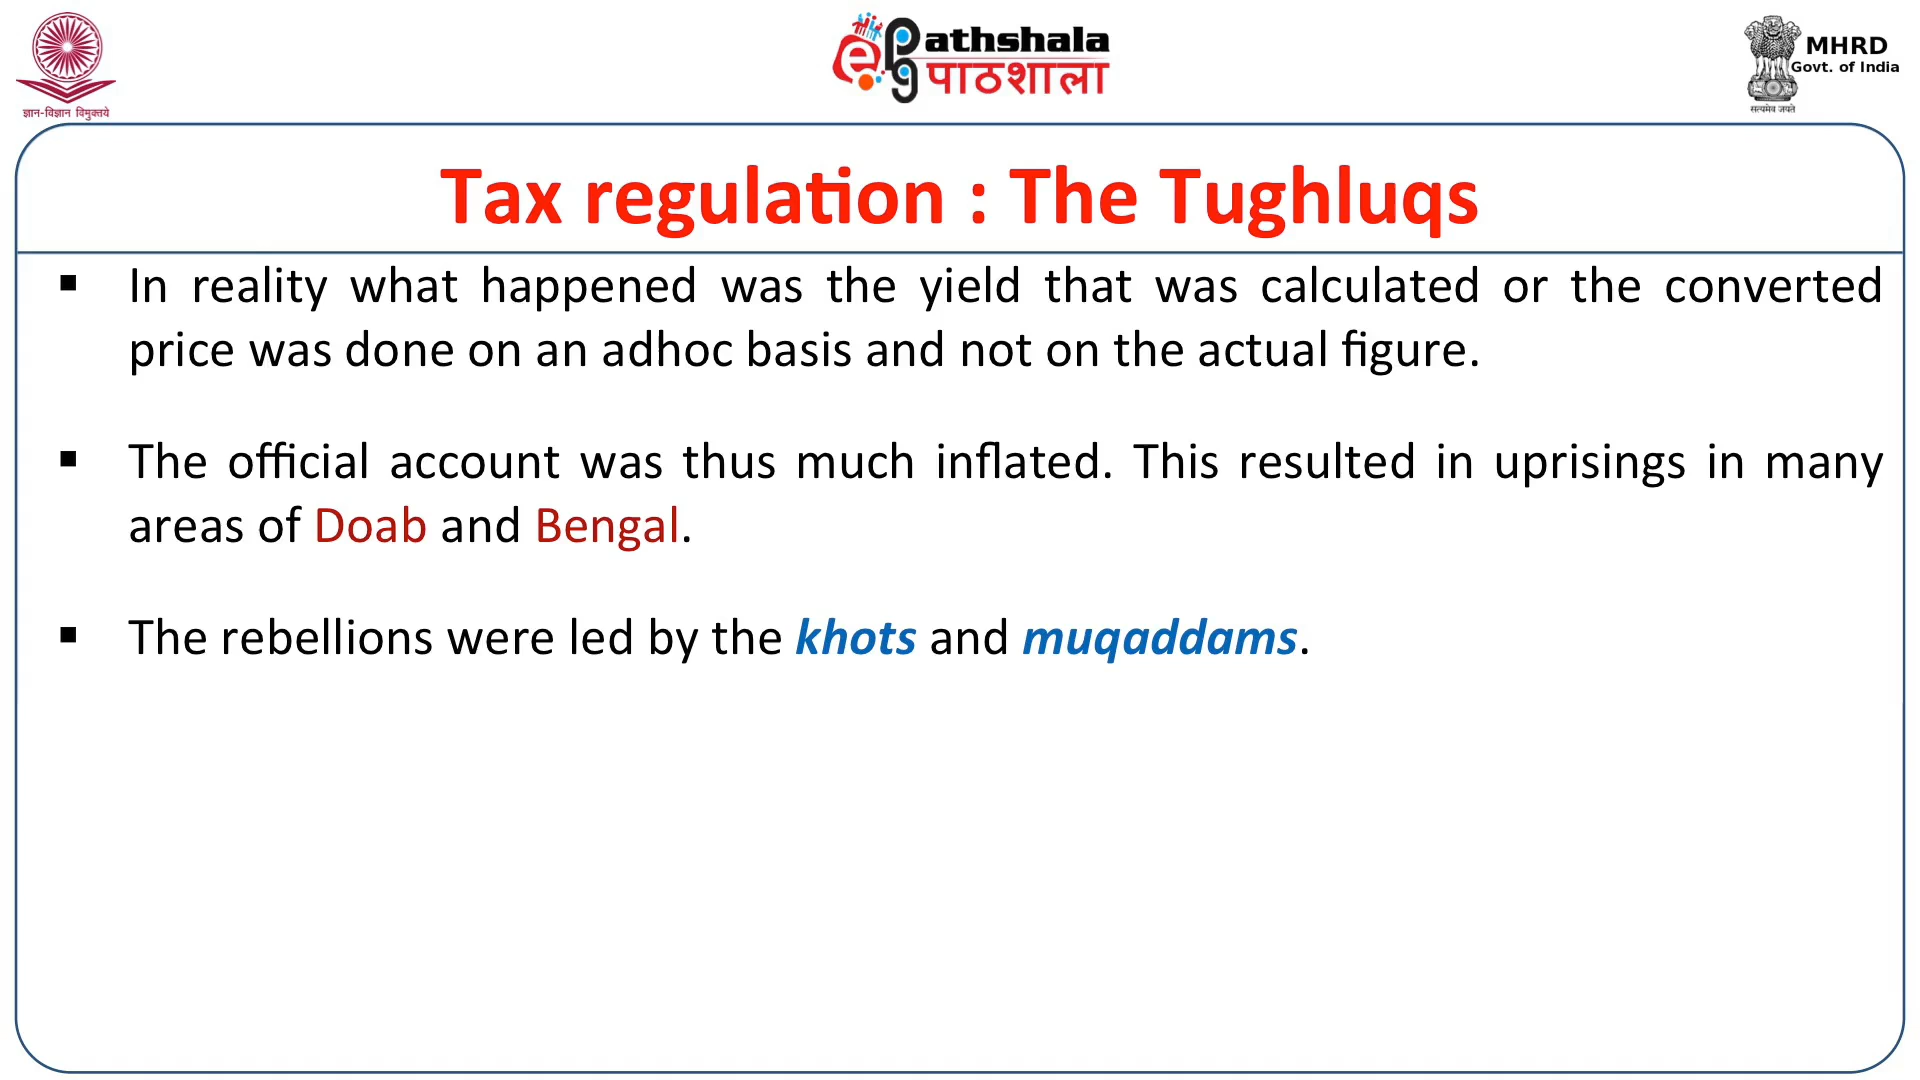 ज्ञान-विज्ञान विमुक्तये
ePathshala
पाठशाला
MHRD
Govt. of India
सत्यमेव जयते
Tax regulation : The Tughluqs
▪ In reality what happened was the yield that was calculated or the converted
price was done on an adhoc basis and not on the actual figure.
▪ The official account was thus much inflated. This resulted in uprisings in many
areas of Doab and Bengal.
▪ The rebellions were led by the khots and muqaddams.